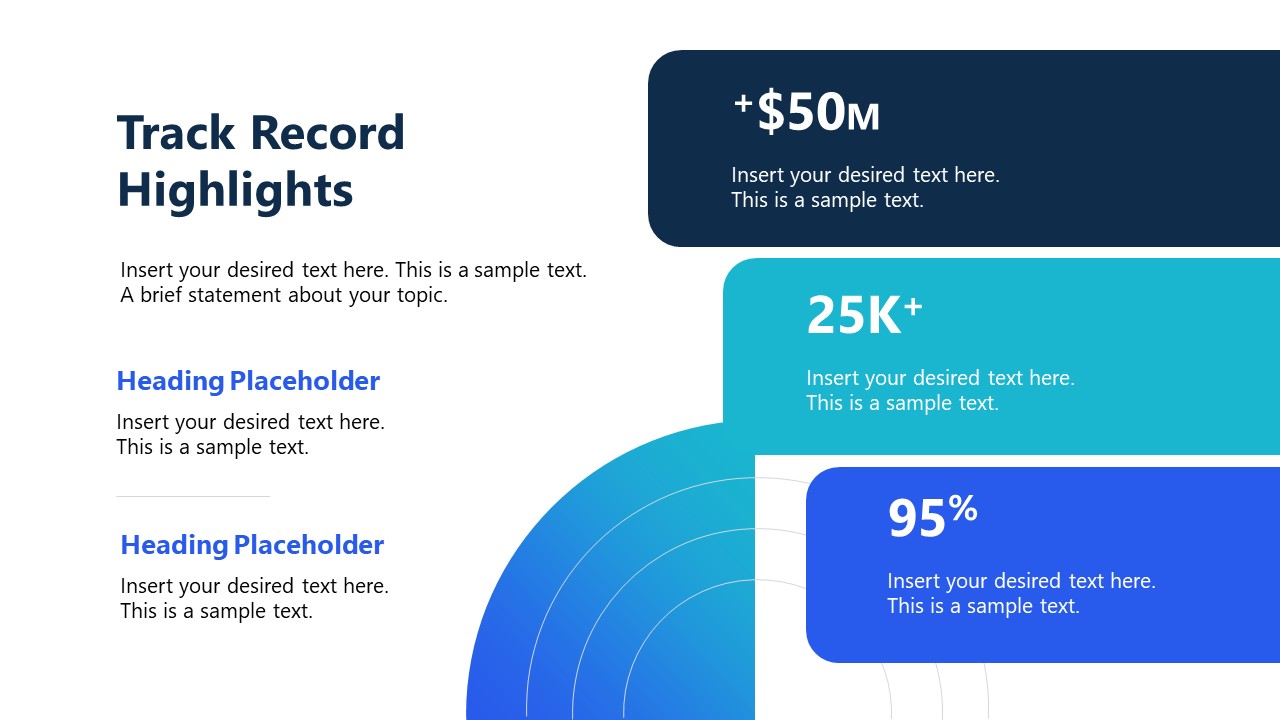 Track Record
Highlights
Insert your desired text here. This is a sample text.
A brief statement about your topic.
Heading Placeholder
Insert your desired text here.
This is a sample text.
Heading Placeholder
Insert your desired text here.
This is a sample text.
+$50M
Insert your desired text here.
This is a sample text.
25K+
Insert your desired text here.
This is a sample text.
95%
Insert your desired text here.
This is a sample text.